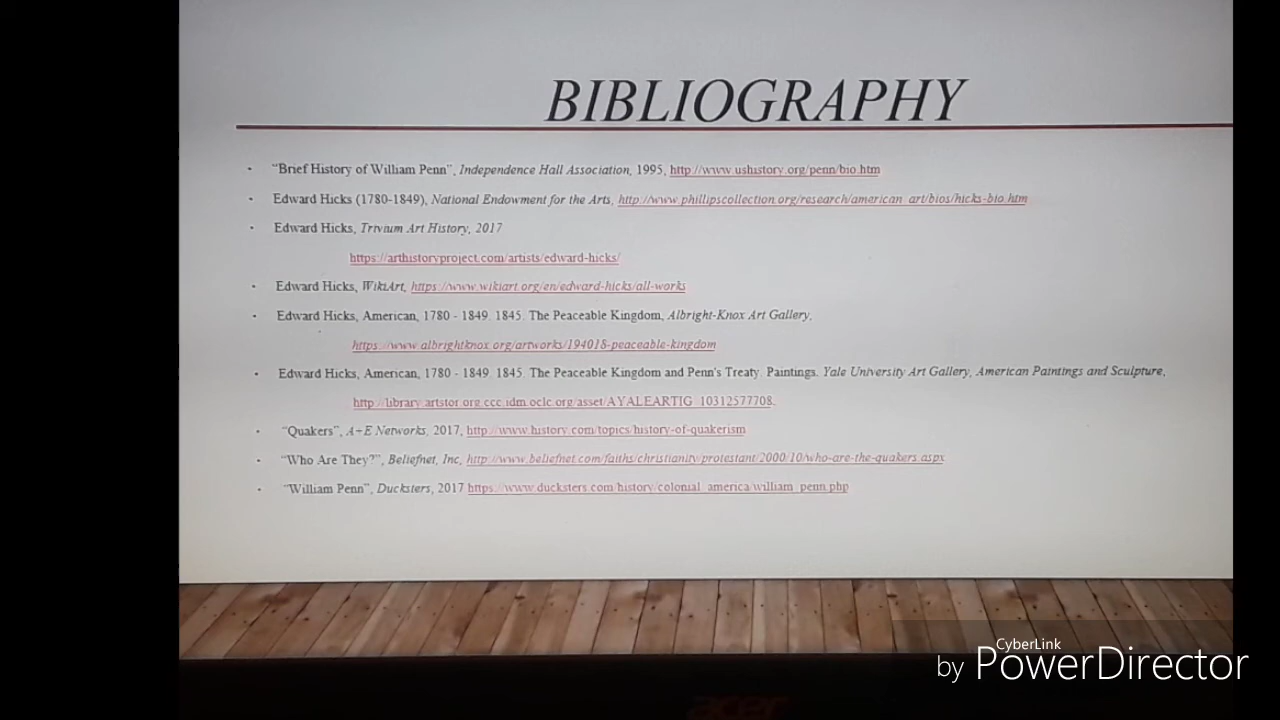 BIBLIOGRAPHY
• "Brief History of William Penn", Independence Hall Association, 1995, http://www.ushistory.org/penn/bio.htm
• Edward Hicks (1780-1849), National Endowment for the Arts, http://www.phillipscollection.org/research/american_art/bios/hicks-bio.htm
• Edward Hicks, Trivium Art History, 2017
https://arthistoryproject.com/artists/edward-hicks/
• Edward Hicks, WikiArt, https://www.wikiart.org/en/edward-hicks/all-works
• Edward Hicks, American, 1780 - 1849. 1845. The Peaceable Kingdom, Albright-Knox Art Gallery,
https://www.albrightknox.org/artworks/194018-peaceable-kingdom
• Edward Hicks, American, 1780 - 1849. 1845. The Peaceable Kingdom and Penn's Treaty. Paintings. Yale University Art Gallery, American Paintings and Sculpture,
http://library.artstor.org.ccc.idm.oclc.org/asset/AYALEARTIG_10312577708.
• "Quakers", A+E Networks, 2017, http://www.history.com/topics/history-of-quakerism
• "Who Are They?", Beliefnet, Inc, http://www.beliefnet.com/faiths/christianity/protestant/2000/10/who-are-the-quakers.aspx
• "William Penn", Ducksters, 2017 https://www.ducksters.com/history/colonial_america/william_penn.php
CyberLink
by PowerDirector
acer